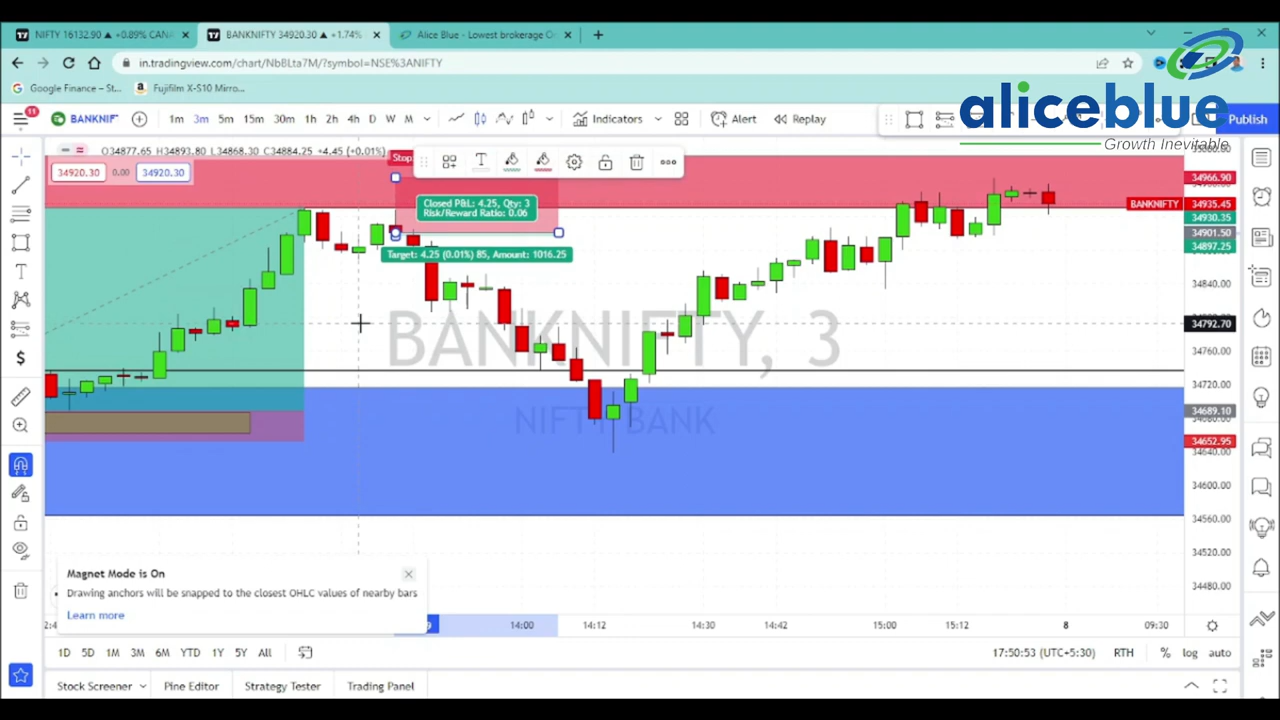 NIFTY 16132.90 ▲ +0.89% CANA
BANKNIFTY 34920.30 ▲ +1.74%
Alice Blue - Lowest brokerage C
in.tradingview.com/chart/NbBLta7M/?symbol=NSE%3ANIFTY
Google Finance – St...
Fujifilm X-S10 Mirro...
aliceblue
Growth Inevitable
11
BANKNIF
1m 3m 5m 15m 30m 1h 2h 4h D W M
Indicators
Alert
Replay
Publish
O34877.65 H34893.80 L34868.30 C34884.25 +4.45 (+0.01%)
Stop
34920.30 0.00 34920.30
Closed P&L: 4.25, Qty: 3
Risk/Reward Ratio: 0.06
Target: 4.25 (0.01%) 85, Amount: 1016.25
BANKNIFTY, 3
NIFTY BANK
34966.90
BANKNIFTY 34935.45
34930.35
34901.50
34897.25
34840.00
34792.70
34760.00
34720.00
34689.10
34652.95
34640.00
34600.00
34560.00
34520.00
34480.00
Magnet Mode is On
Drawing anchors will be snapped to the closest OHLC values of nearby bars
Learn more
14:00 14:12 14:30 14:42 15:00 15:12 8 09:30
1D 5D 1M 3M 6M YTD 1Y 5Y All
17:50:53 (UTC+5:30) RTH % log auto
Stock Screener Pine Editor Strategy Tester Trading Panel